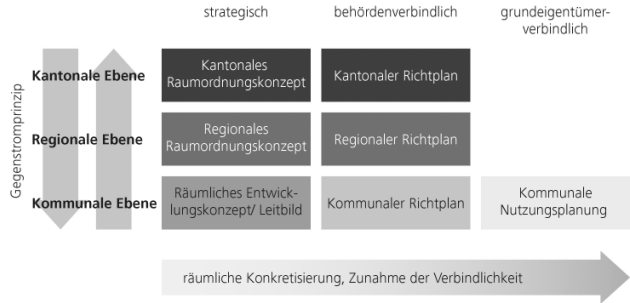 strategisch
behördenverbindlich
grundeigentümer-
verbindlich
Gegenstromprinzip
Kantonale Ebene
Kantonales
Raumordnungskonzept
Kantonaler Richtplan
Regionale Ebene
Regionales
Raumordnungskonzept
Regionaler Richtplan
Kommunale Ebene
Räumliches Entwick-
lungskonzept/ Leitbild
Kommunaler Richtplan
Kommunale
Nutzungsplanung
räumliche Konkretisierung, Zunahme der Verbindlichkeit